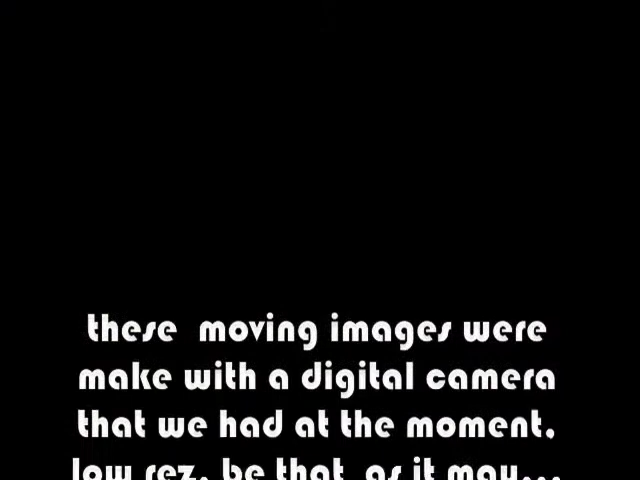 these moving images were
make with a digital camera
that we had at the moment.
low rez. be that as it may...